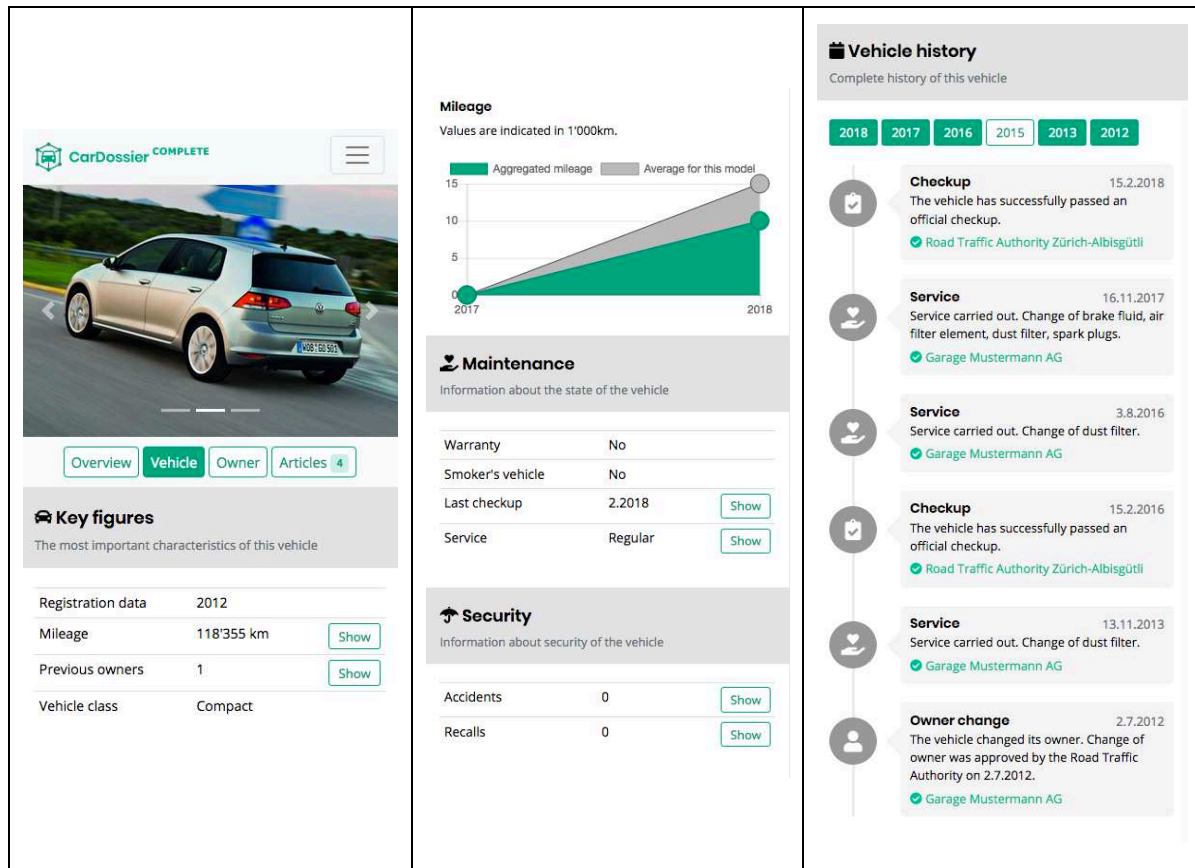 CarDossier COMPLETE
WOB·GO 561
Overview
Vehicle
Owner
Articles 4
Key figures
The most important characteristics of this vehicle
Registration data 2012
Mileage 118'355 km Show
Previous owners 1 Show
Vehicle class Compact
Mileage
Values are indicated in 1'000km.
Aggregated mileage Average for this model
15
10
5
0
2017 2018
Maintenance
Information about the state of the vehicle
Warranty No
Smoker's vehicle No
Last checkup 2.2018 Show
Service Regular Show
Security
Information about security of the vehicle
Accidents 0 Show
Recalls 0 Show
Vehicle history
Complete history of this vehicle
2018 2017 2016 2015 2013 2012
Checkup 15.2.2018
The vehicle has successfully passed an
official checkup.
Road Traffic Authority Zürich-Albisgütli
Service 16.11.2017
Service carried out. Change of brake fluid, air
filter element, dust filter, spark plugs.
Garage Mustermann AG
Service 3.8.2016
Service carried out. Change of dust filter.
Garage Mustermann AG
Checkup 15.2.2016
The vehicle has successfully passed an
official checkup.
Road Traffic Authority Zürich-Albisgütli
Service 13.11.2013
Service carried out. Change of dust filter.
Garage Mustermann AG
Owner change 2.7.2012
The vehicle changed its owner. Change of
owner was approved by the Road Traffic
Authority on 2.7.2012.
Garage Mustermann AG